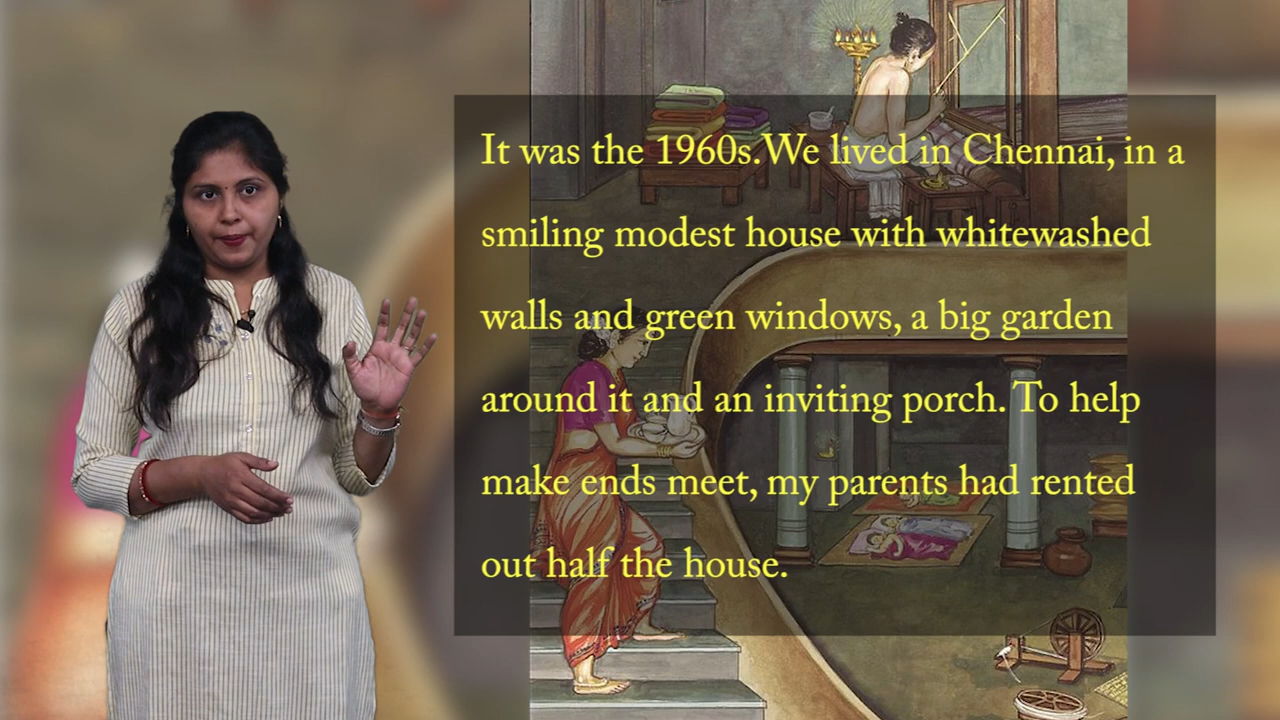 It was the 1960s.We lived in Chennai, in a
smiling modest house with whitewashed
walls and green windows, a big garden
around it and an inviting porch. To help
make ends meet, my parents had rented
out half the house.